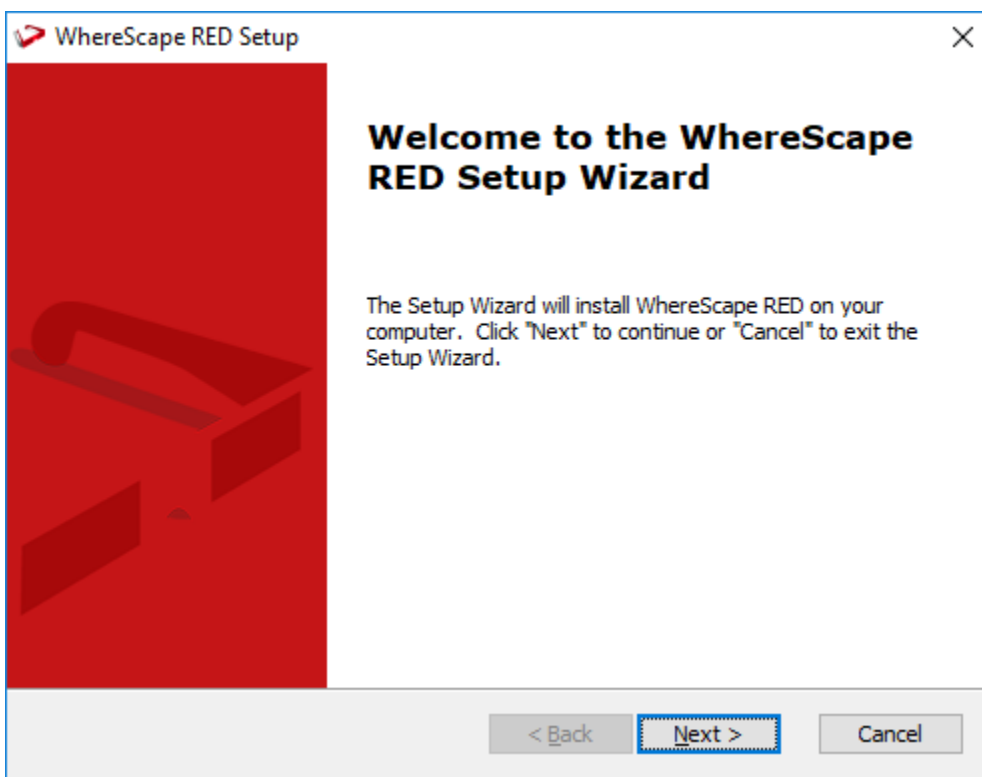 WhereScape RED Setup
Welcome to the WhereScape
RED Setup Wizard
The Setup Wizard will install WhereScape RED on your
computer.  Click "Next" to continue or "Cancel" to exit the
Setup Wizard.
< Back
Next >
Cancel